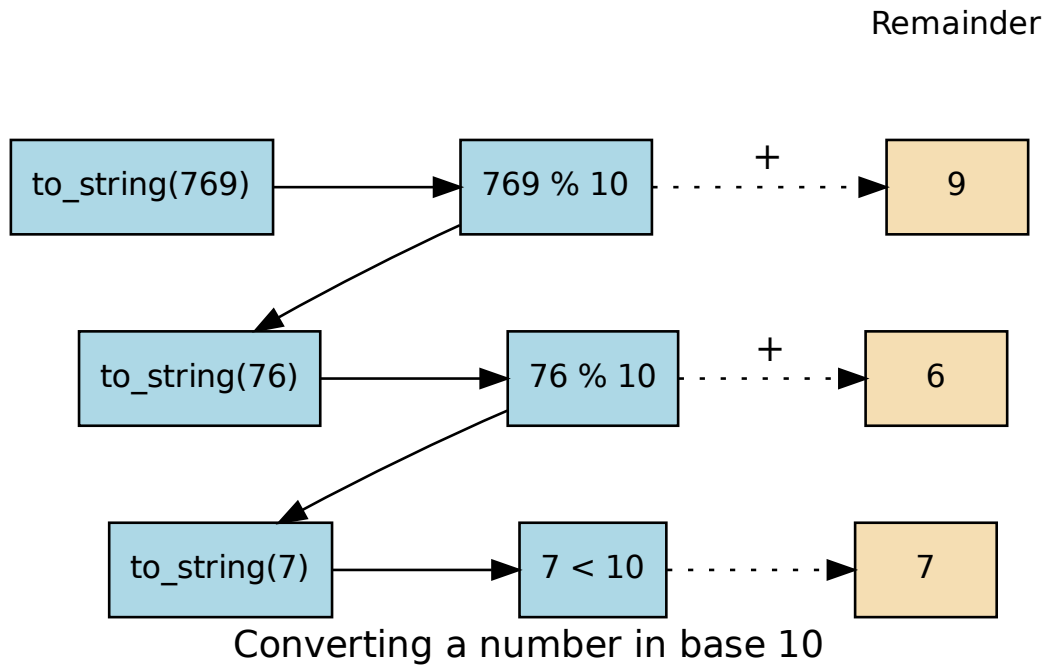 Remainder
to_string(769)
769 % 10
+
9
to_string(76)
76 % 10
+
6
to_string(7)
7 < 10
7
Converting a number in base 10